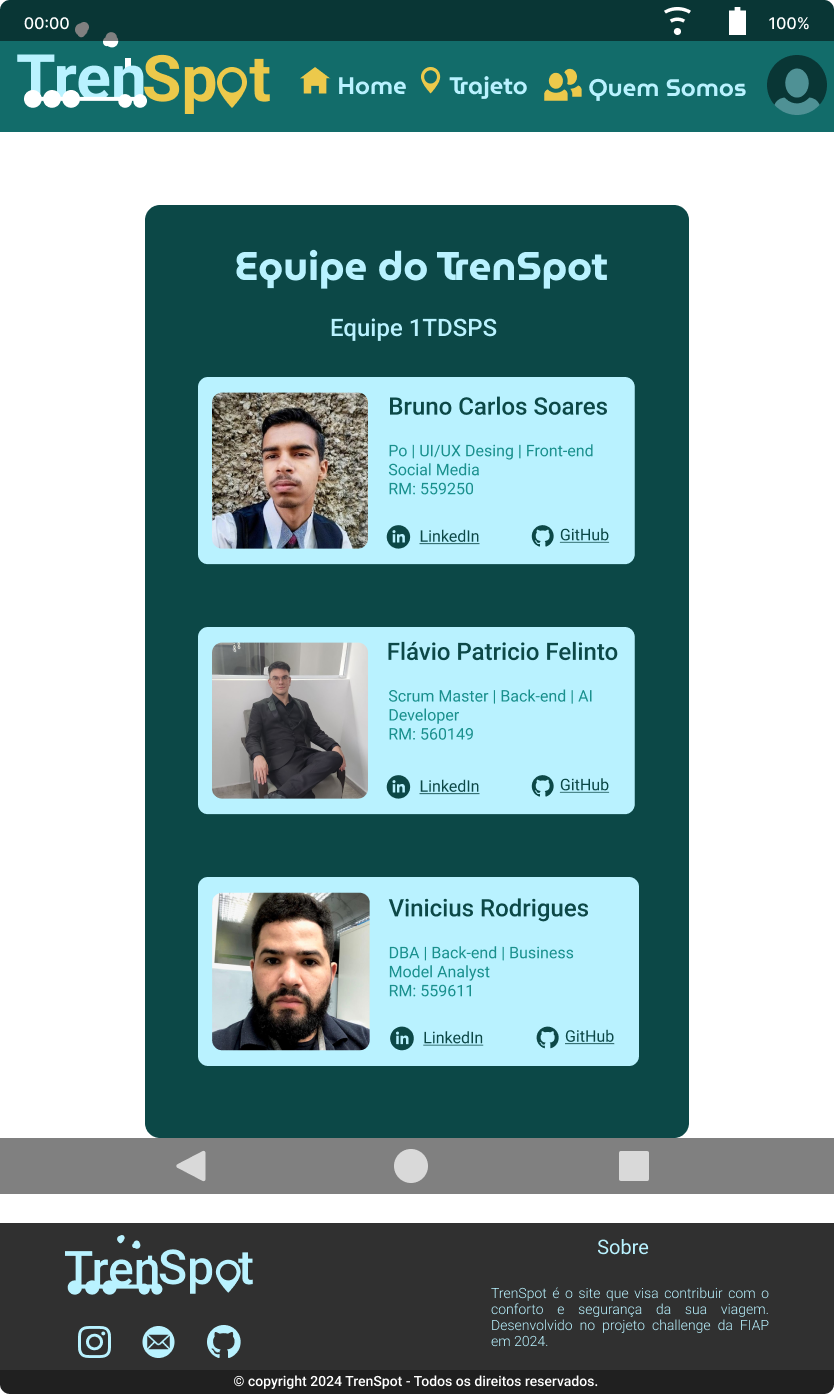 00:00
100%
TrenSpot
Home
Trajeto
Quem Somos
Equipe do TrenSpot
Equipe 1TDSPS
Bruno Carlos Soares
Po | UI/UX Desing | Front-end
Social Media
RM: 559250
LinkedIn
GitHub
Flávio Patricio Felinto
Scrum Master | Back-end | AI
Developer
RM: 560149
LinkedIn
GitHub
Vinicius Rodrigues
DBA | Back-end | Business
Model Analyst
RM: 559611
LinkedIn
GitHub
TrenSpot
Sobre
TrenSpot é o site que visa contribuir com o
conforto e segurança da sua viagem.
Desenvolvido no projeto challenge da FIAP
em 2024.
© copyright 2024 TrenSpot - Todos os direitos reservados.